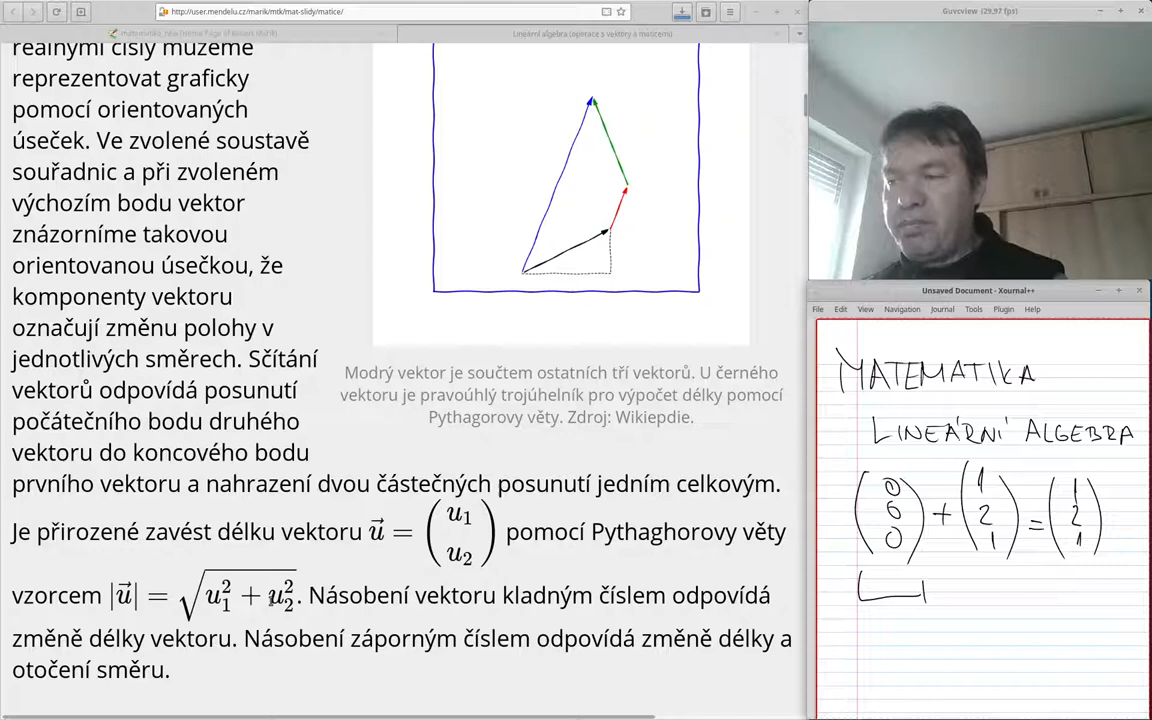 http://user.mendelu.cz/marik/mtk/mat-slidy/matice/
Lineární algebra (operace s vektory a maticemi)
reálnými čísly můžeme
reprezentovat graficky
pomocí orientovaných
úseček. Ve zvolené soustavě
souřadnic a při zvoleném
výchozím bodu vektor
znázorníme takovou
orientovanou úsečkou, že
komponenty vektoru
označují změnu polohy v
jednotlivých směrech. Sčítání
vektorů odpovídá posunutí
počátečního bodu druhého
vektoru do koncového bodu
prvního vektoru a nahrazení dvou částečných posunutí jedním celkovým.
Modrý vektor je součtem ostatních tří vektorů. U černého
vektoru je pravoúhlý trojúhelník pro výpočet délky pomocí
Pythagorovy věty. Zdroj: Wikiepdie.
Je přirozené zavést délku vektoru u⃗ = (u₁ u₂) pomocí Pythaghorovy věty
vzorcem |u⃗| = √(u₁² + u₂²). Násobení vektoru kladným číslem odpovídá
změně délky vektoru. Násobení záporným číslem odpovídá změně délky a
otočení směru.
Guvcview (29,97 fps)
Unsaved Document - Xournal++
File Edit View Navigation Journal Tools Plugin Help
MATEMATIKA
LINEÁRNÍ ALGEBRA
(0 0 0) + (1 2 1) = (1 2 1)